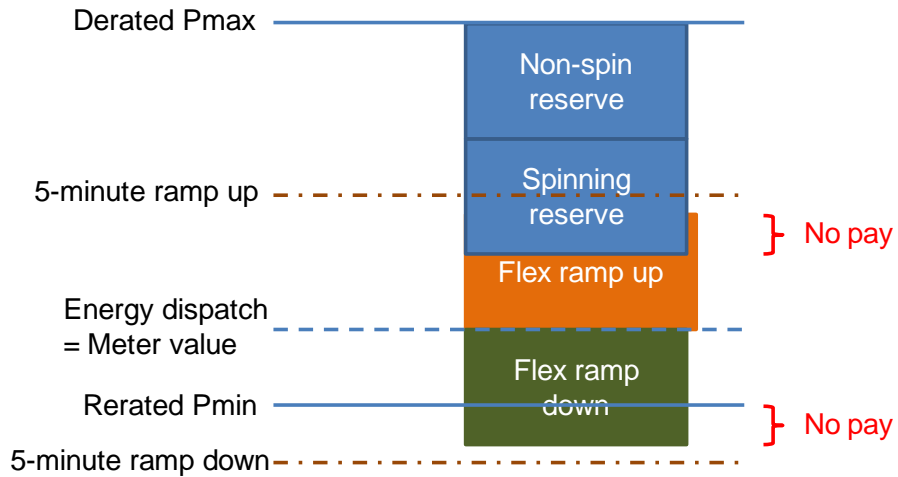 Derated Pmax
Non-spin
reserve
5-minute ramp up
Spinning
reserve
No pay
Flex ramp up
Energy dispatch
= Meter value
Flex ramp
down
Rerated Pmin
No pay
5-minute ramp down